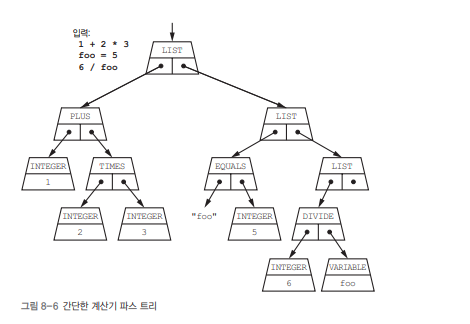 입력:
1 + 2 * 3
foo = 5
6 / foo
LIST
PLUS
LIST
INTEGER
1
TIMES
EQUALS
LIST
INTEGER
2
INTEGER
3
"foo"
INTEGER
5
DIVIDE
INTEGER
6
VARIABLE
foo
그림 8-6 간단한 계산기 파스 트리